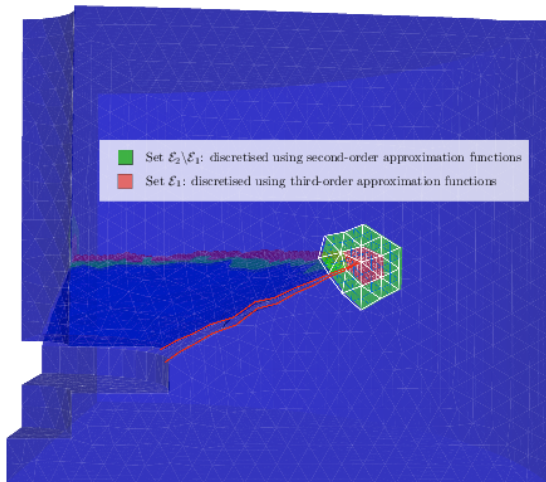 Set ℰ₂\ℰ₁: discretised using second-order approximation functions
Set ℰ₁: discretised using third-order approximation functions